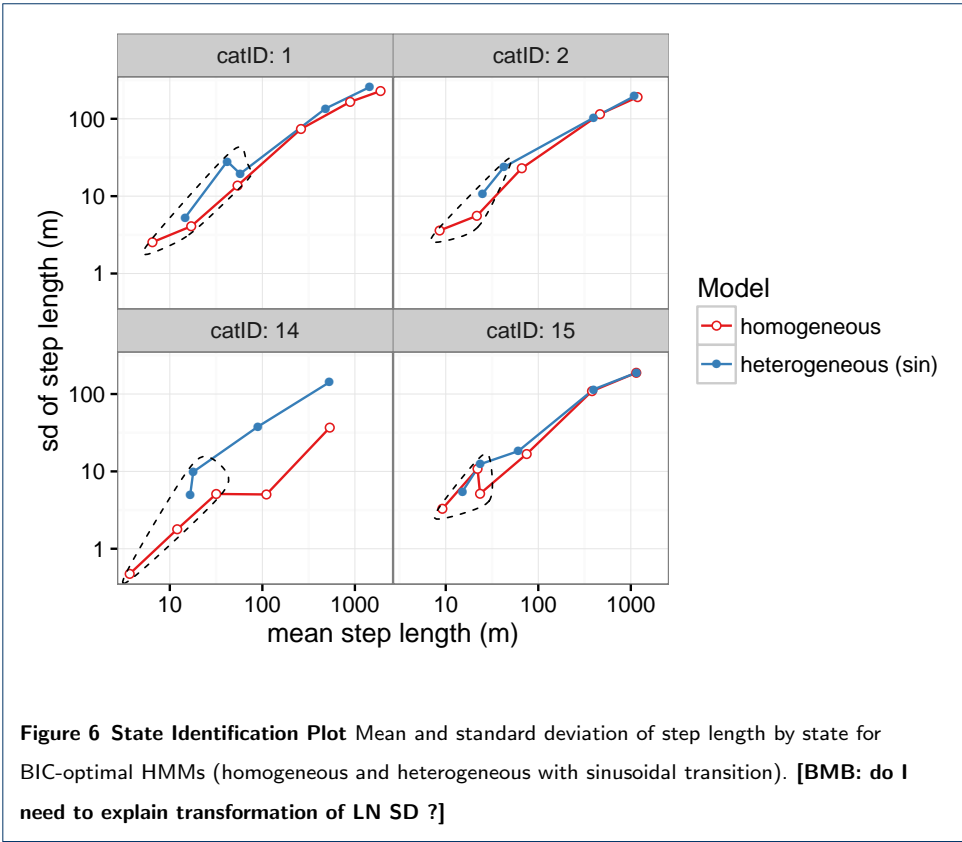 catID: 1
catID: 2
100
10
1
catID: 14
catID: 15
100
10
1
10
100
1000
10
100
1000
sd of step length (m)
mean step length (m)
Model
homogeneous
heterogeneous (sin)
Figure 6 State Identification Plot Mean and standard deviation of step length by state for
BIC-optimal HMMs (homogeneous and heterogeneous with sinusoidal transition). [BMB: do I
need to explain transformation of LN SD ?]